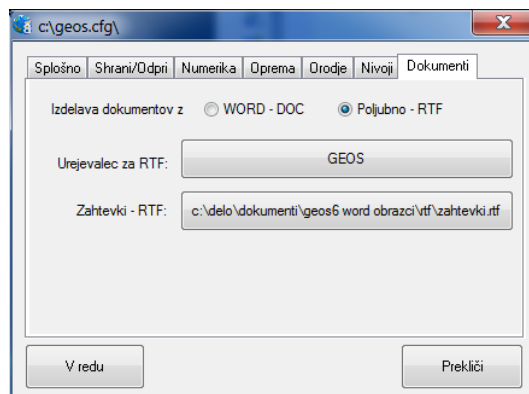 c:\geos.cfg\
Splošno Shrani/Odpri Numerika Oprema Orodje Nivoji Dokumenti
Izdelava dokumentov z WORD - DOC Poljubno - RTF
Urejevalec za RTF: GEOS
Zahtevki - RTF: c:\delo\dokumenti\geos6 word obrazci\rtf\zahtevki.rtf
V redu Prekliči